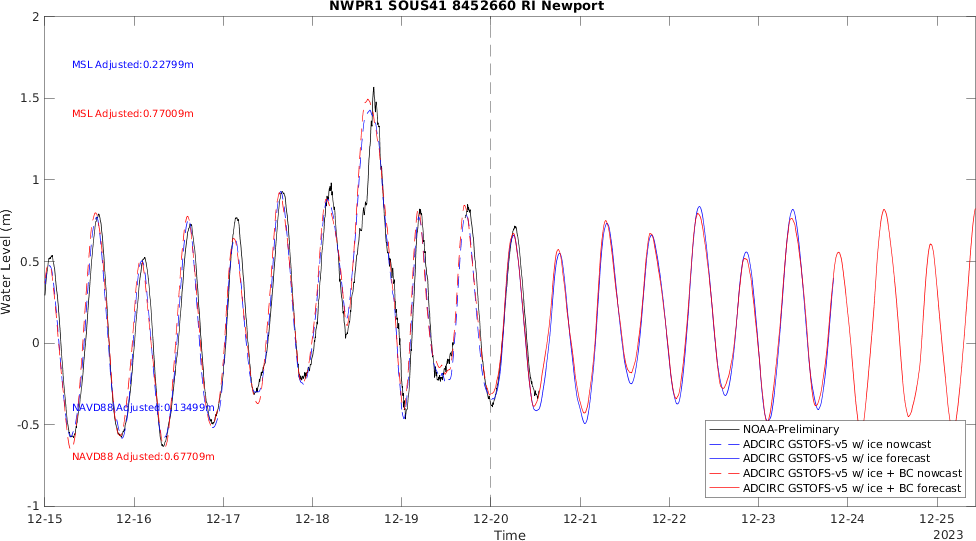 NWPR1 SOUS41 8452660 RI Newport
2
1.5
1
0.5
0
-0.5
-1
Water Level (m)
MSL Adjusted:0.22799m
MSL Adjusted:0.77009m
NAVD88 Adjusted:0.13499m
NAVD88 Adjusted:0.67709m
NOAA-Preliminary
ADCIRC GSTOFS-v5 w/ ice nowcast
ADCIRC GSTOFS-v5 w/ ice forecast
ADCIRC GSTOFS-v5 w/ ice + BC nowcast
ADCIRC GSTOFS-v5 w/ ice + BC forecast
12-15 12-16 12-17 12-18 12-19 12-20 12-21 12-22 12-23 12-24 12-25
Time
2023